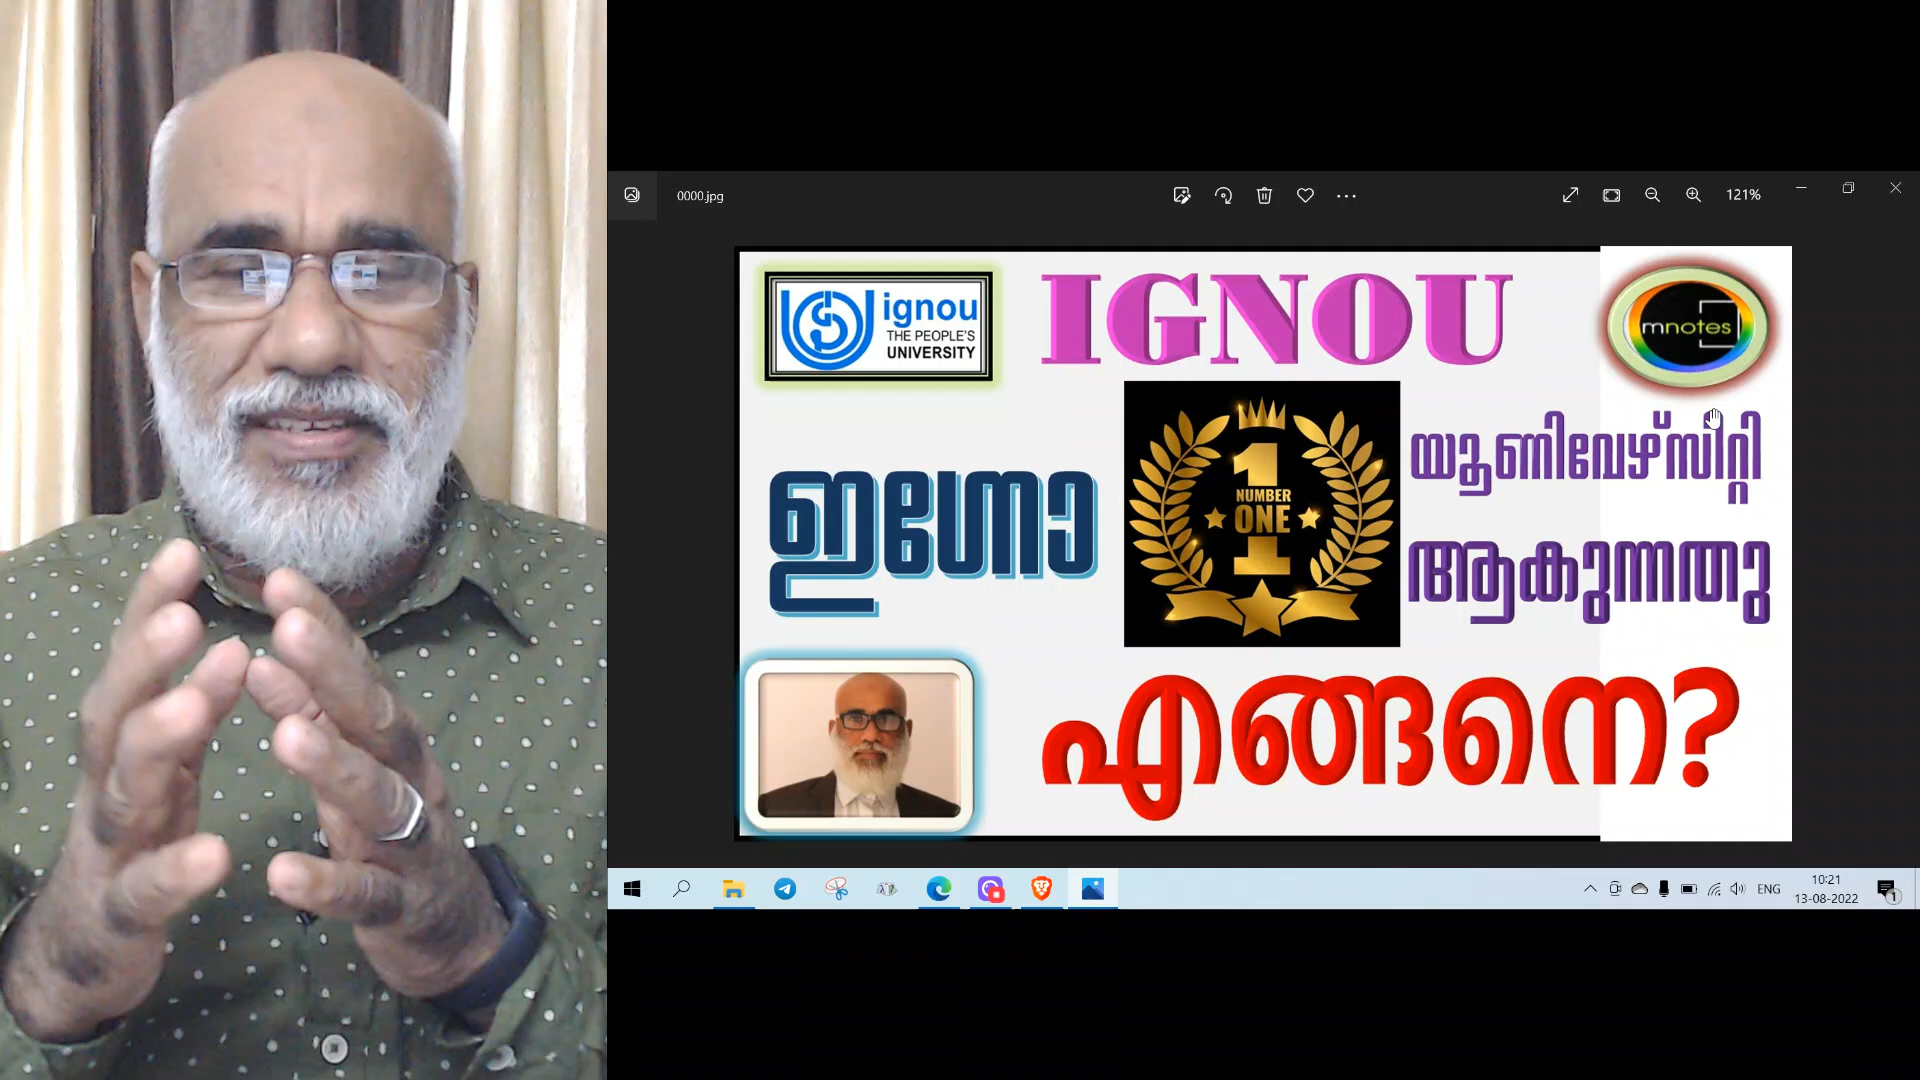 0000.jpg
121%
ignou
THE PEOPLE'S
UNIVERSITY
IGNOU
mnotes
ഇഗ്നോ
1
NUMBER
ONE
യൂണിവേഴ്സിറ്റി
ആകുന്നതു
എങ്ങനെ?
ENG
10:21
13-08-2022
1